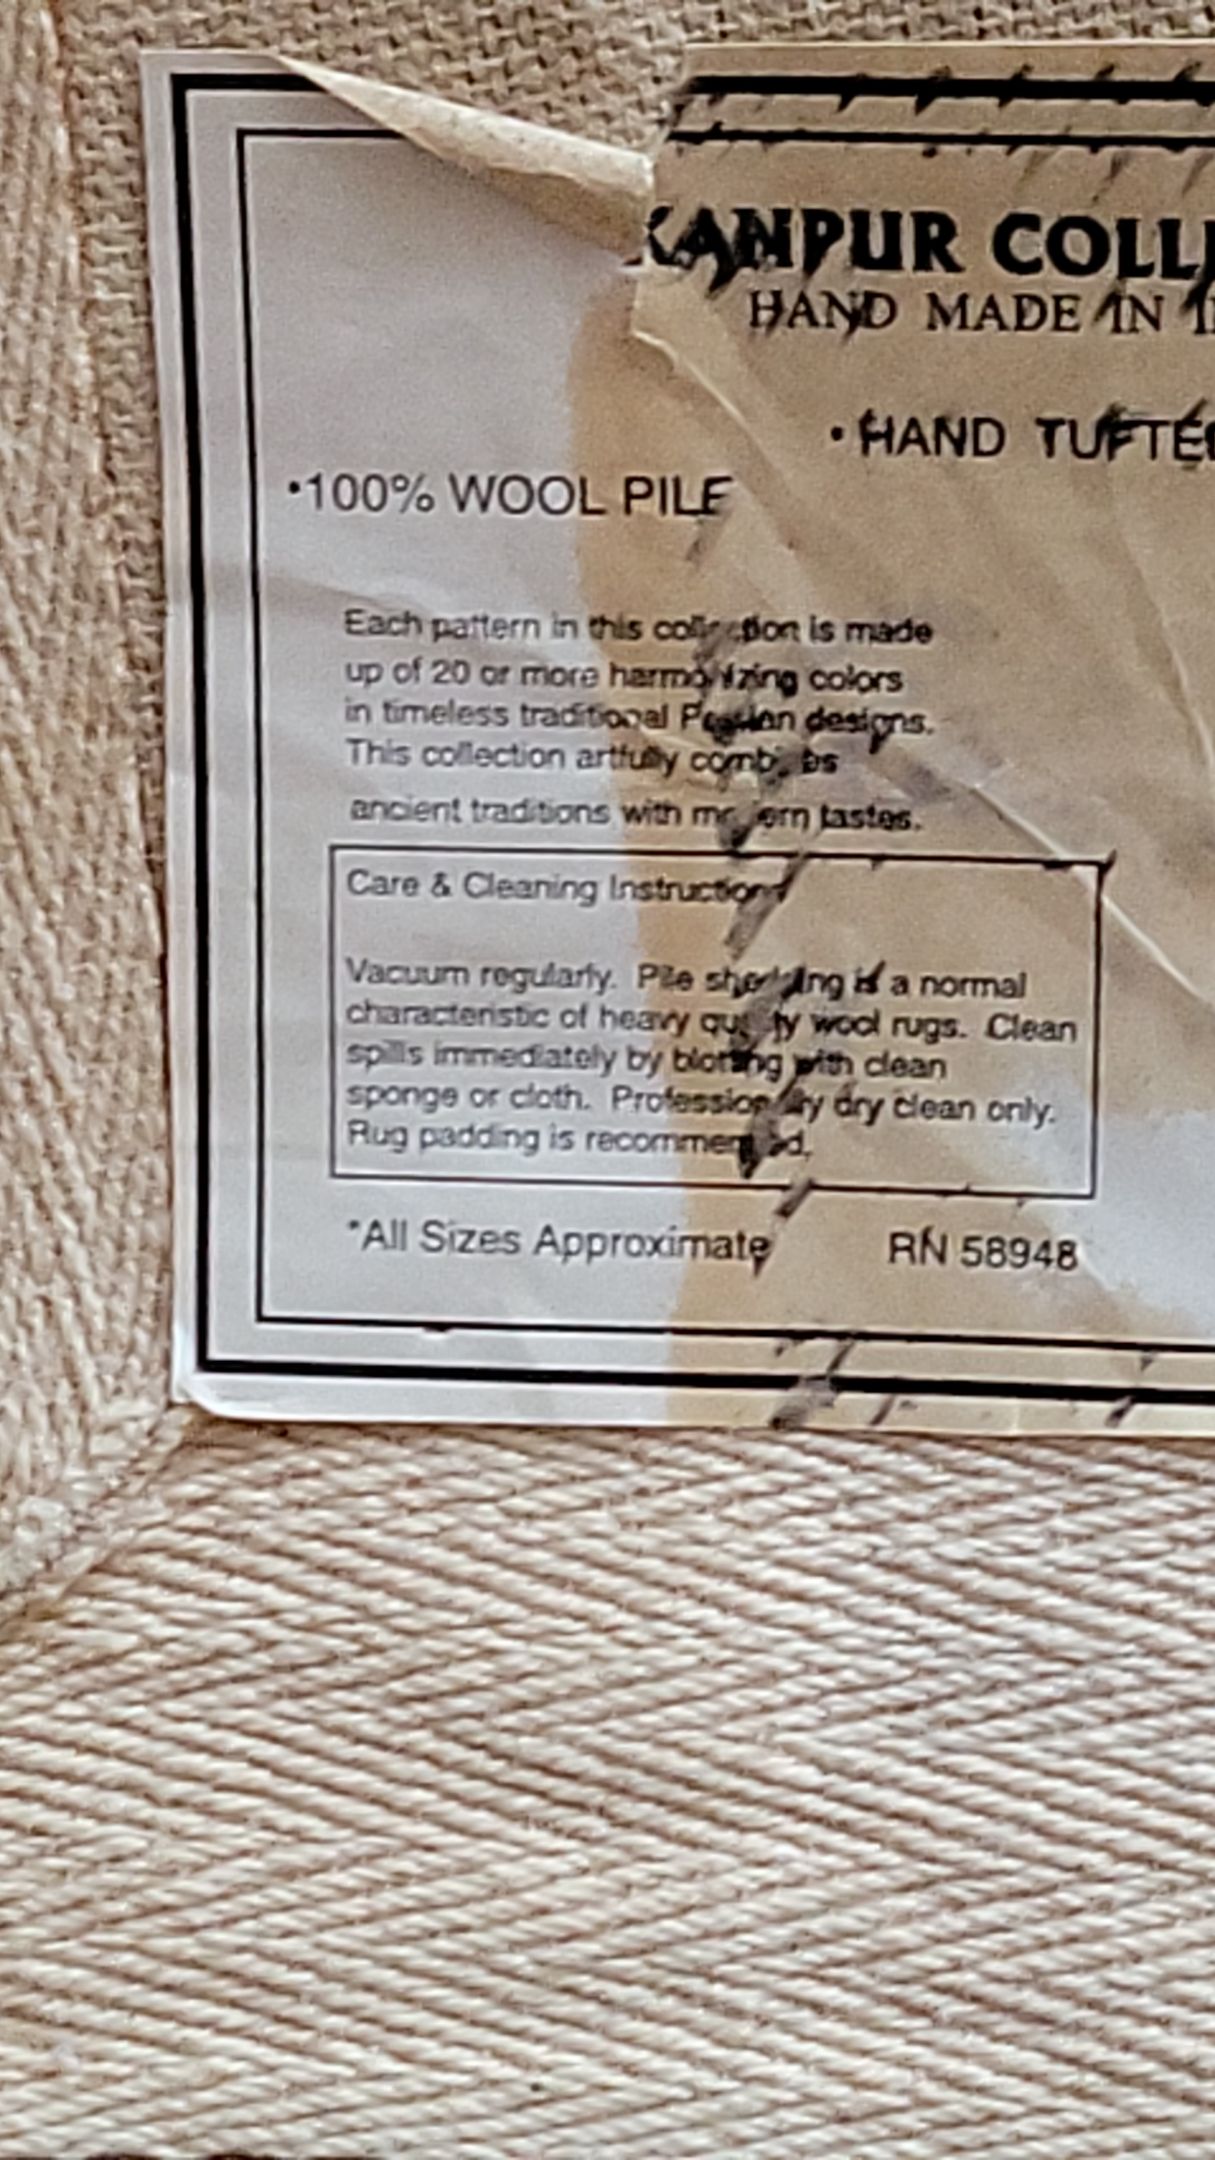 KANPUR COLL
HAND MADE IN I
• HAND TUFTE
•100% WOOL PILE
Each pattern in this collection is made
up of 20 or more harmonizing colors
in timeless traditional Persian designs.
This collection artfully combines
ancient traditions with modern tastes.
Care & Cleaning Instructions
Vacuum regularly. Pile shedding is a normal
characteristic of heavy quality wool rugs. Clean
spills immediately by blotting with clean
sponge or cloth. Professionally dry clean only.
Rug padding is recommended.
*All Sizes Approximate RN 58948